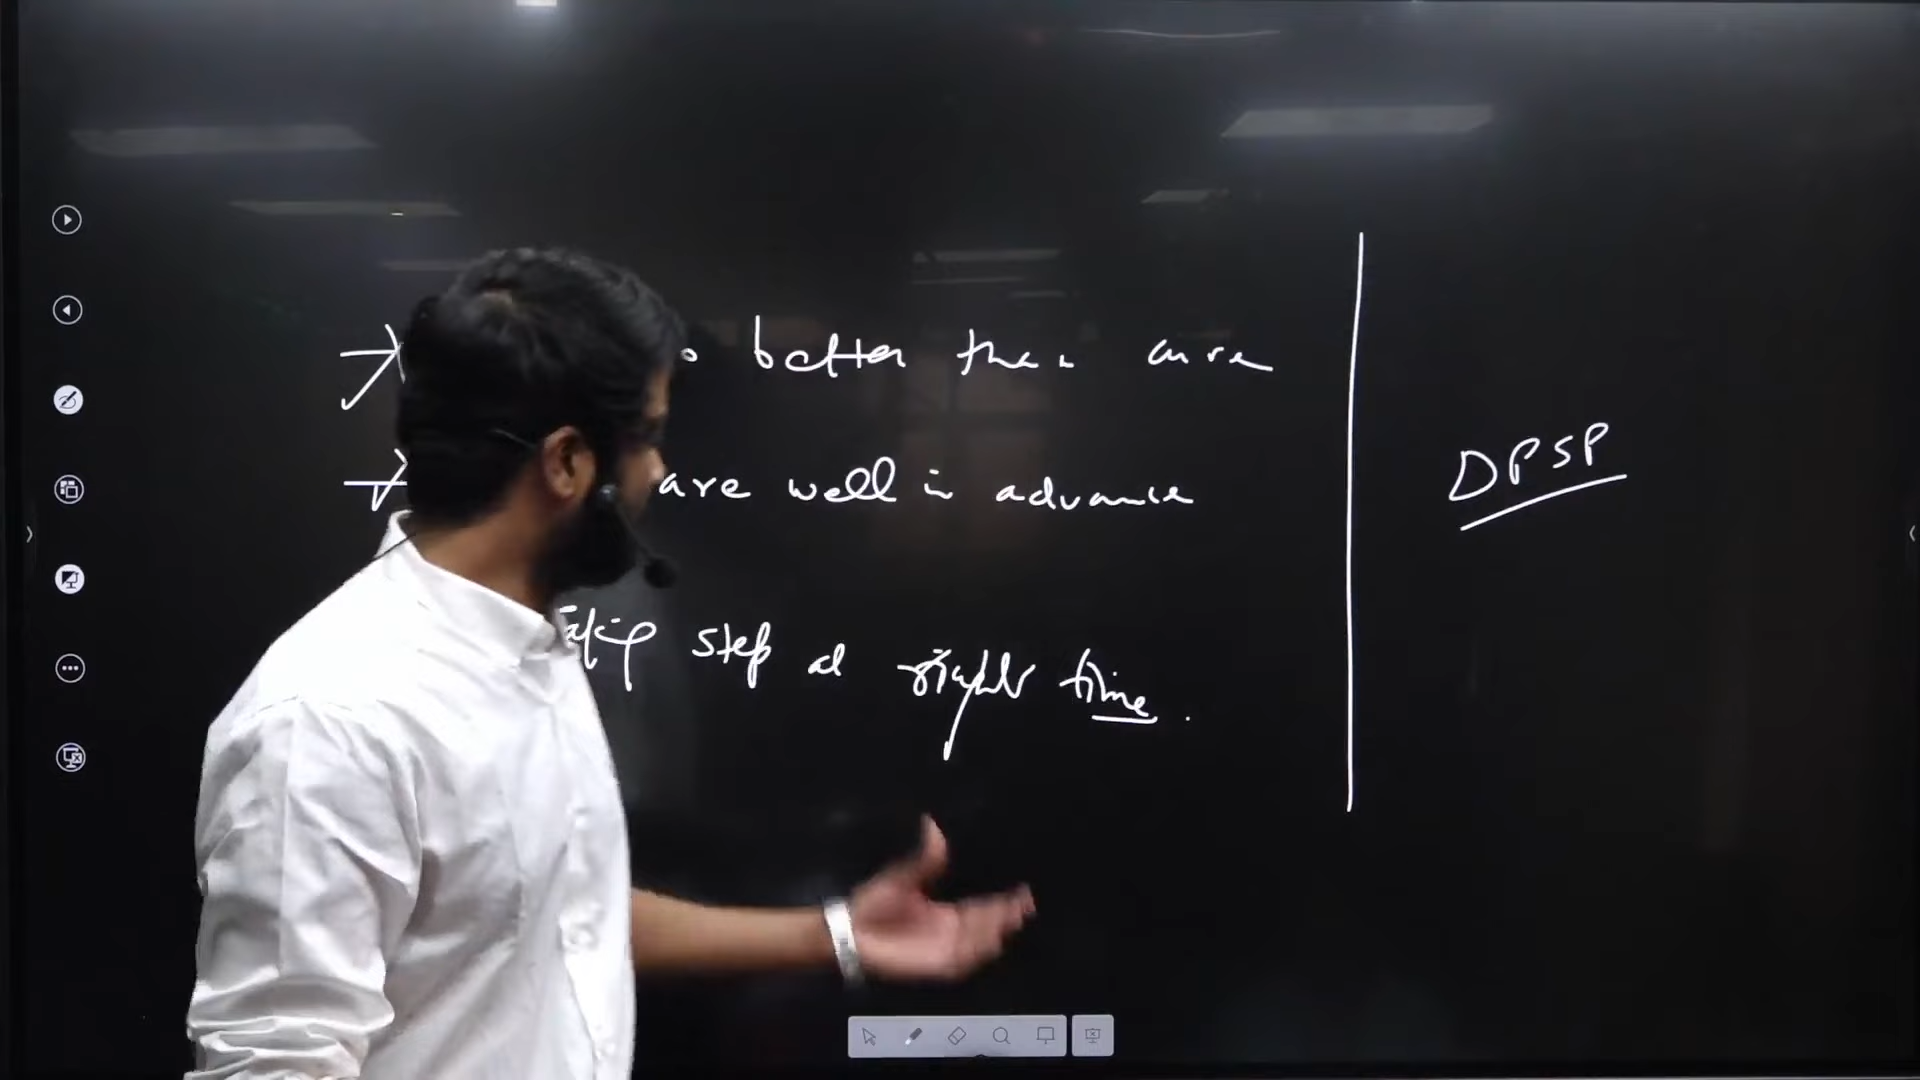 better than cure
are well in advance
step at right time.
DPSP